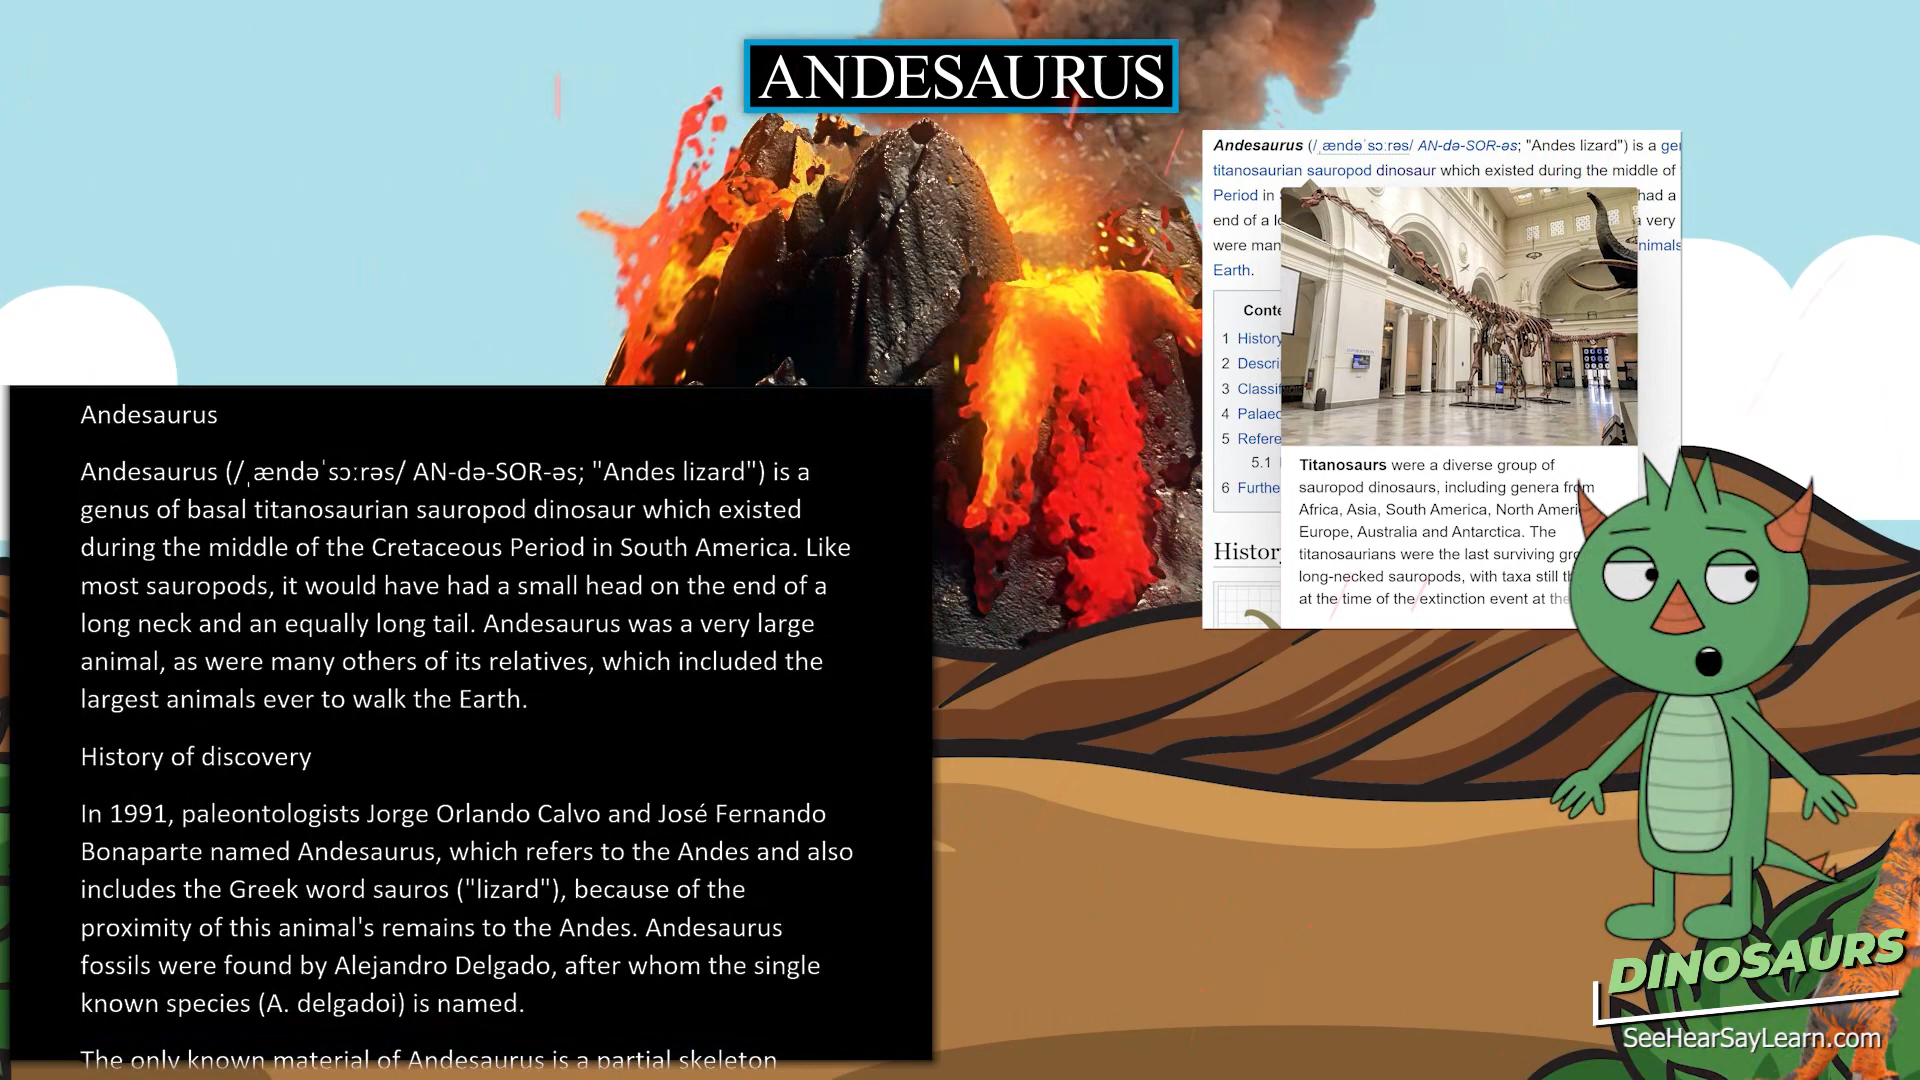 ANDESAURUS
Andesaurus (/ˌændəˈsɔːrəs/ AN-də-SOR-əs; "Andes lizard") is a
titanosaurian sauropod dinosaur which existed during the middle of
Period in
had a
end of a
very
were man
Earth.
1 History
2
3
4
5
5.1
6
Titanosaurs were a diverse group of
sauropod dinosaurs, including genera from
Africa, Asia, South America, North
Europe, Australia and Antarctica. The
titanosaurians were the last surviving
long-necked sauropods, with taxa still
at the time of the extinction event at the
Andesaurus
Andesaurus (/ˌændəˈsɔːrəs/ AN-də-SOR-əs; "Andes lizard") is a
genus of basal titanosaurian sauropod dinosaur which existed
during the middle of the Cretaceous Period in South America. Like
most sauropods, it would have had a small head on the end of a
long neck and an equally long tail. Andesaurus was a very large
animal, as were many others of its relatives, which included the
largest animals ever to walk the Earth.
History of discovery
In 1991, paleontologists Jorge Orlando Calvo and José Fernando
Bonaparte named Andesaurus, which refers to the Andes and also
includes the Greek word sauros ("lizard"), because of the
proximity of this animal's remains to the Andes. Andesaurus
fossils were found by Alejandro Delgado, after whom the single
known species (A. delgadoi) is named.
The only known material of Andesaurus is a partial skeleton
DINOSAURS
SeeHearSayLearn.com